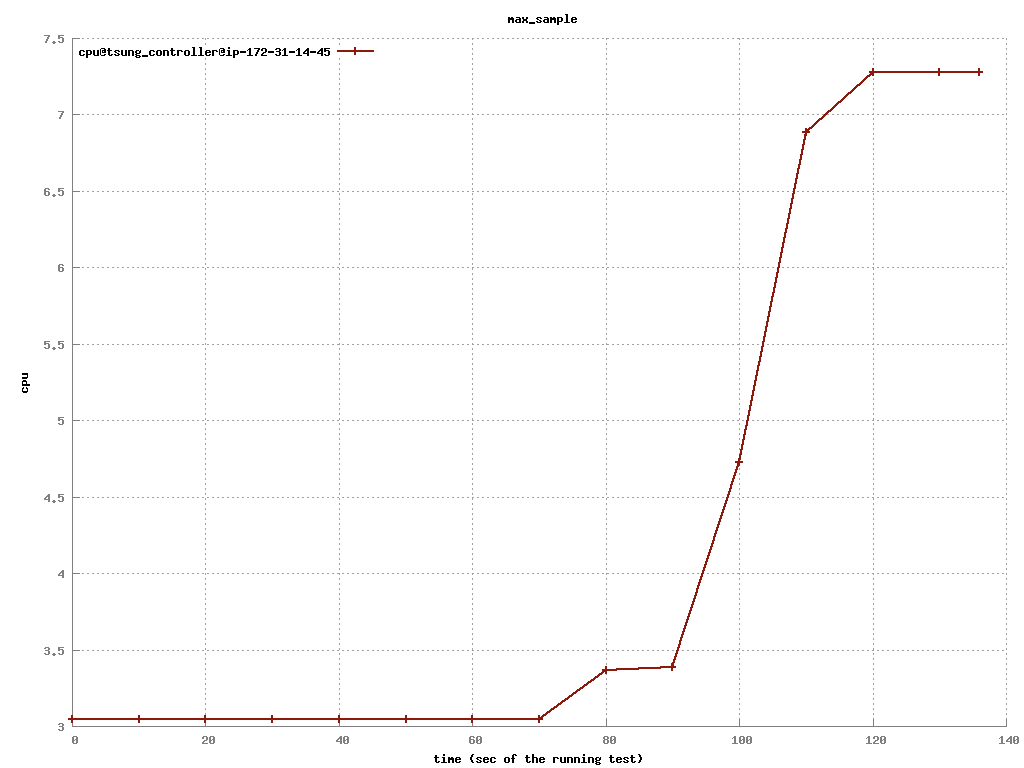 max_sample
7.5
cpu@tsung_controller@ip-172-31-14-45
7
6.5
6
5.5
cpu
5
4.5
4
3.5
3
0 20 40 60 80 100 120 140
time (sec of the running test)